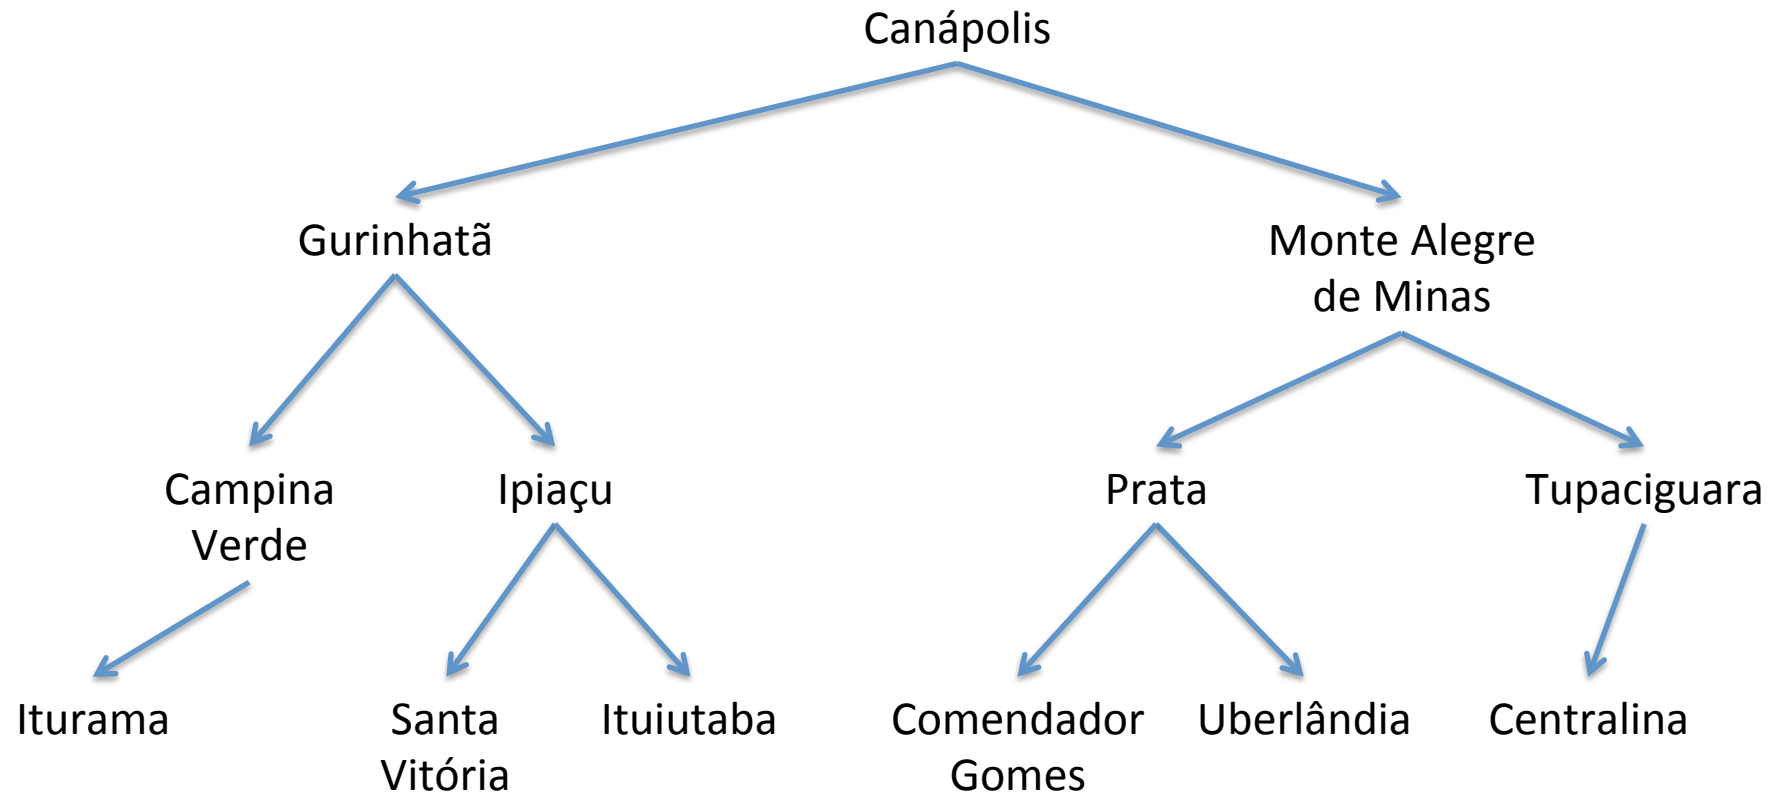 Canápolis
Gurinhatã
Monte Alegre
de Minas
Campina
Verde
Ipiaçu
Prata
Tupaciguara
Iturama
Santa
Vitória
Ituiutaba
Comendador
Gomes
Uberlândia
Centralina